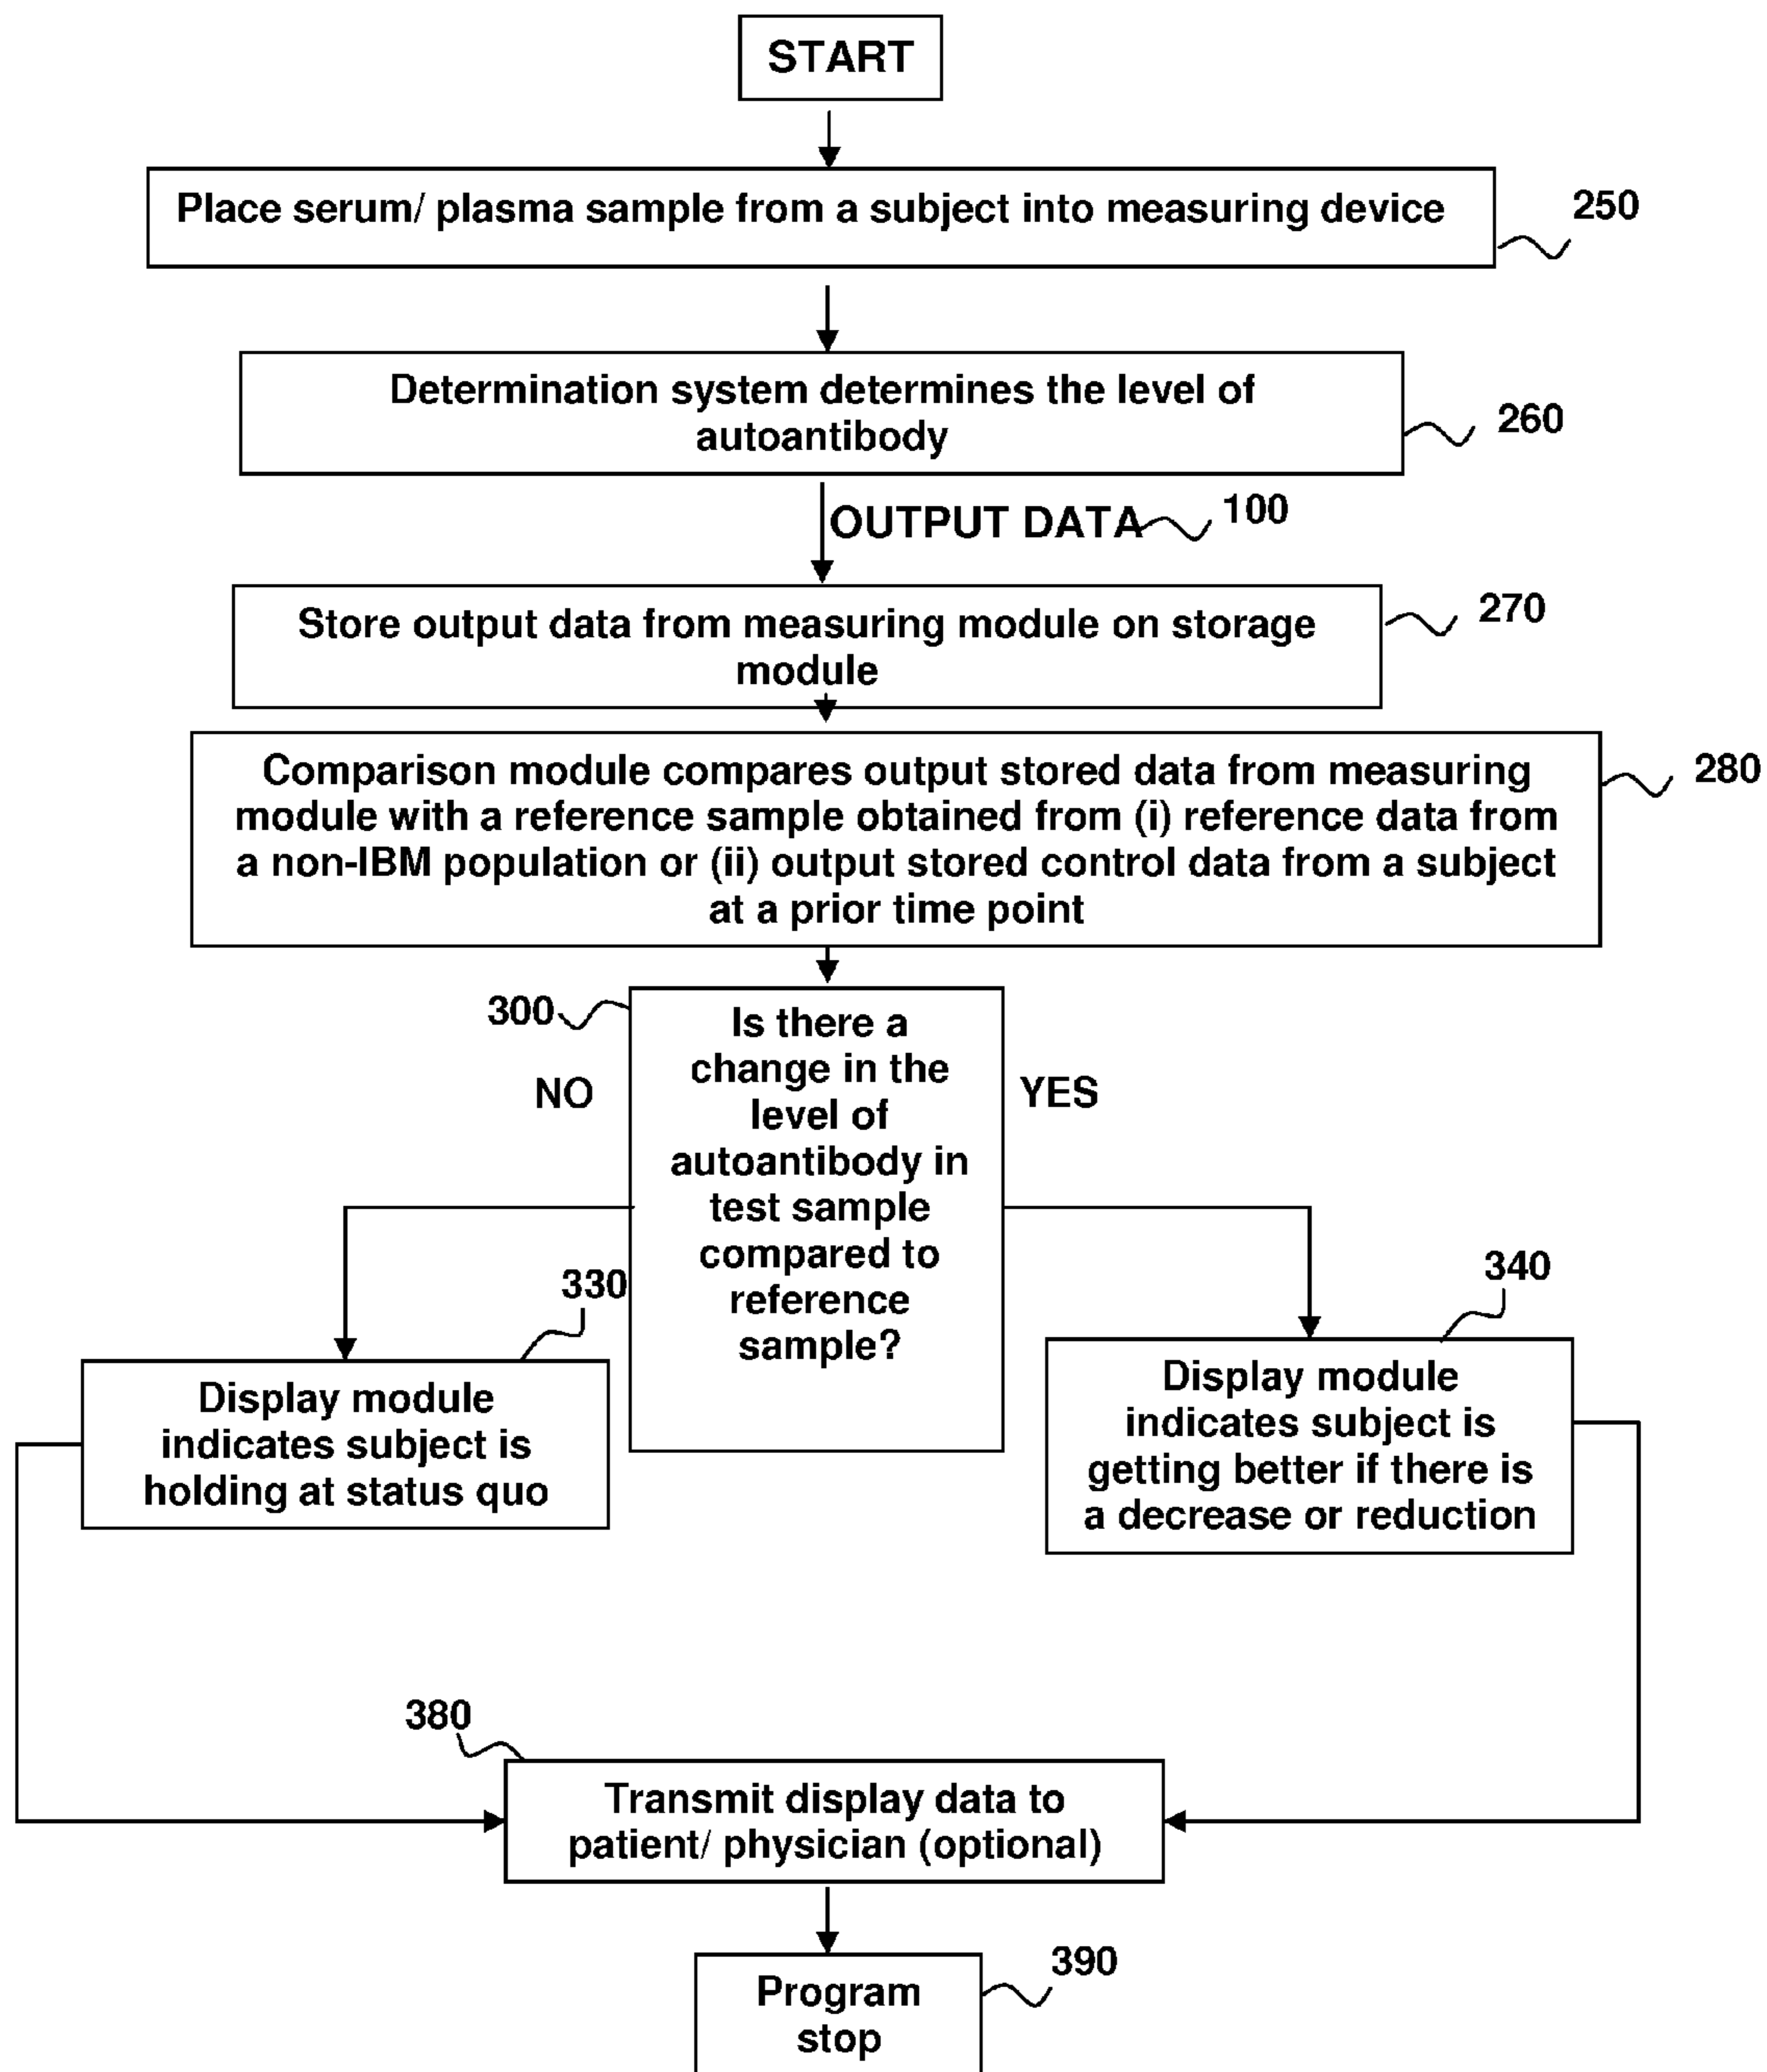 START
Place serum/ plasma sample from a subject into measuring device
250
Determination system determines the level of
autoantibody
260
OUTPUT DATA
100
Store output data from measuring module on storage
module
270
Comparison module compares output stored data from measuring
module with a reference sample obtained from (i) reference data from
a non-IBM population or (ii) output stored control data from a subject
at a prior time point
280
300
Is there a
change in the
level of
autoantibody in
test sample
compared to
reference
sample?
NO
YES
330
Display module
indicates subject is
holding at status quo
340
Display module
indicates subject is
getting better if there is
a decrease or reduction
380
Transmit display data to
patient/ physician (optional)
390
Program
stop